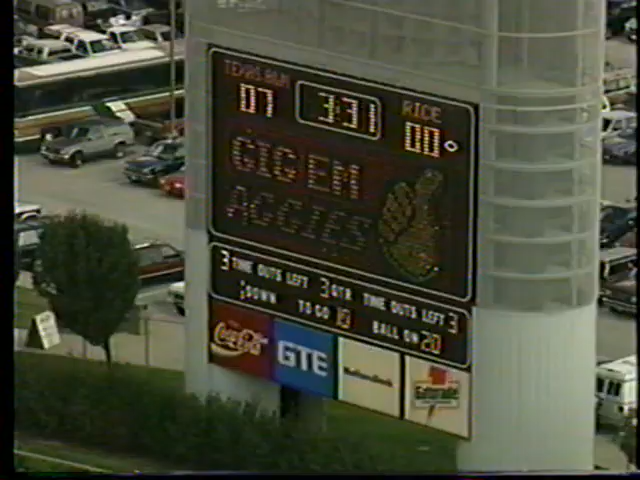 TEXAS A&M
07
3:31
RICE
00
GIG EM
AGGIES
3 TIME OUTS LEFT 3 QTR TIME OUTS LEFT 3
DOWN TO GO 10 BALL ON 20
Coca-Cola
GTE
Gatorade